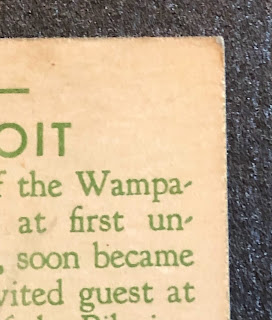 OIT
f the Wampa-
at first un-
, soon became
vited guest at